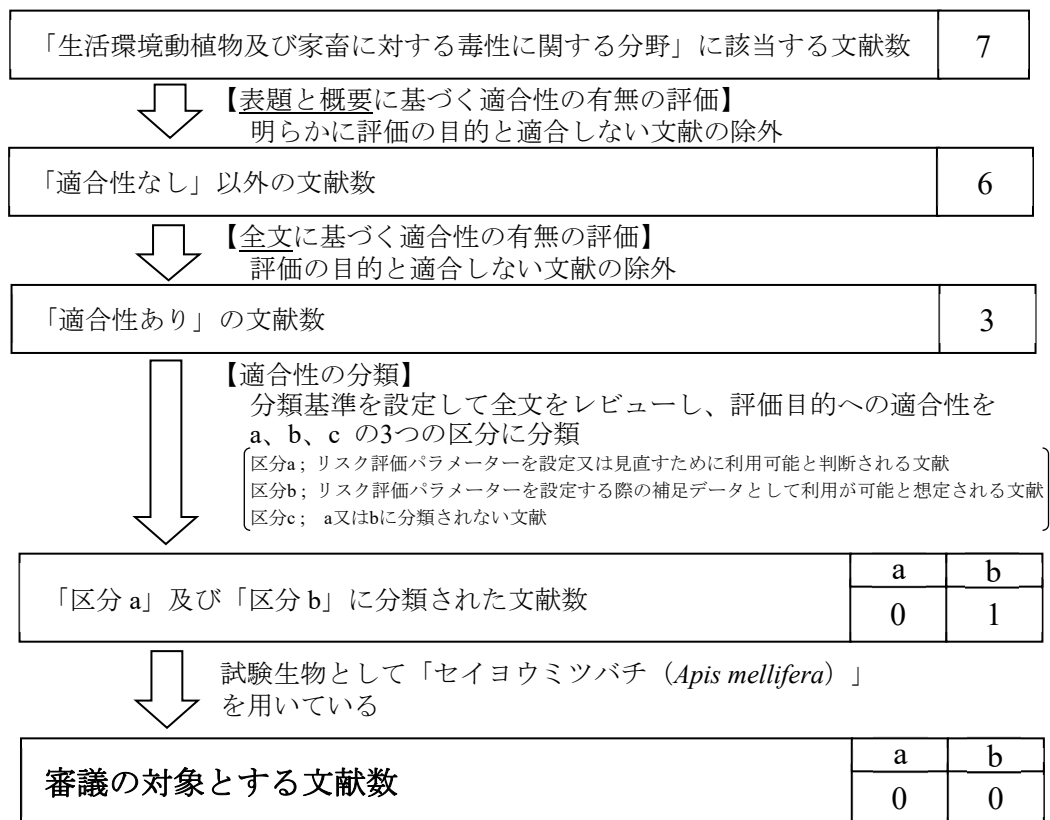 「生活環境動植物及び家畜に対する毒性に関する分野」に該当する文献数 7
【表題と概要に基づく適合性の有無の評価】
明らかに評価の目的と適合しない文献の除外
「適合性なし」以外の文献数 6
【全文に基づく適合性の有無の評価】
評価の目的と適合しない文献の除外
「適合性あり」の文献数 3
【適合性の分類】
分類基準を設定して全文をレビューし、評価目的への適合性を
a、b、c の3つの区分に分類
区分a ; リスク評価パラメーターを設定又は見直すために利用可能と判断される文献
区分b ; リスク評価パラメーターを設定する際の補足データとして利用が可能と想定される文献
区分c ; a又はbに分類されない文献
a b
「区分 a」及び「区分 b」に分類された文献数
0 1
試験生物として「セイヨウミツバチ（Apis mellifera）」
を用いている
a b
審議の対象とする文献数
0 0